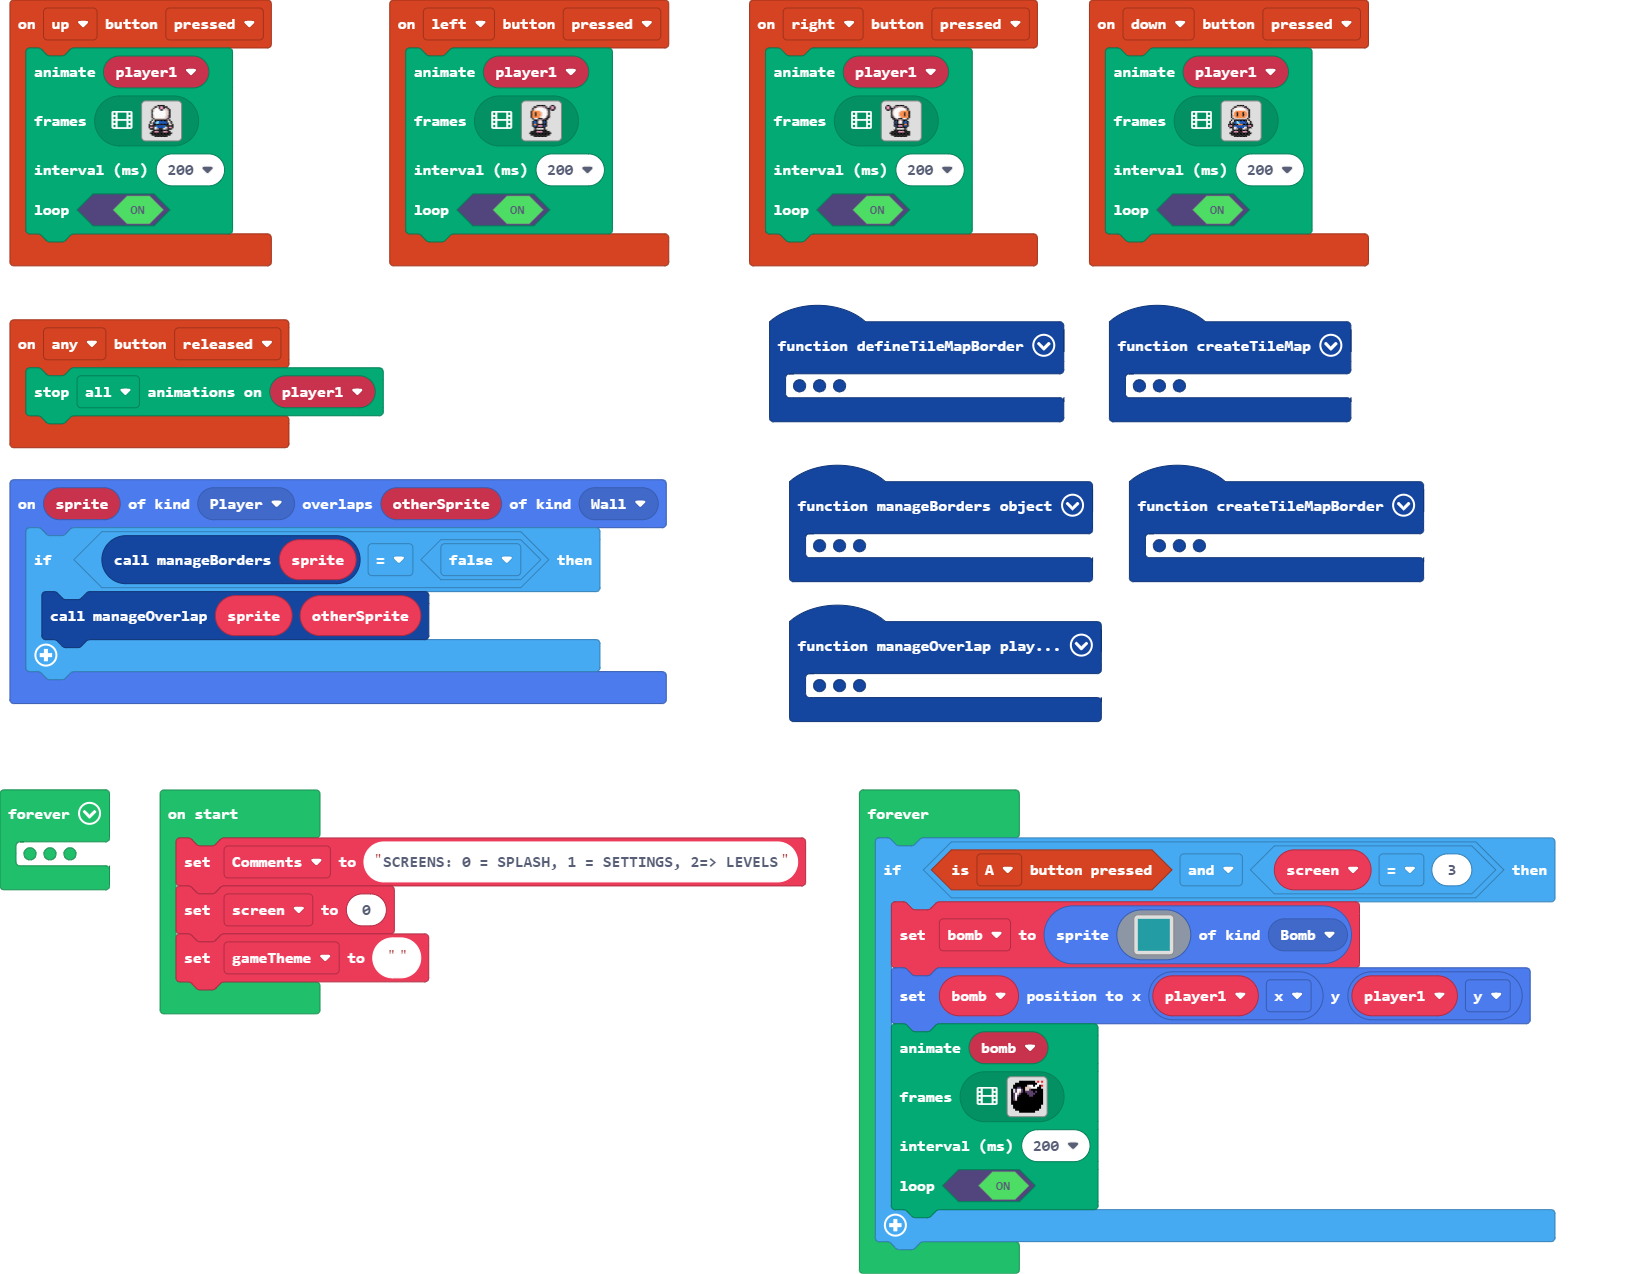 on up button pressed
animate player1
frames
interval (ms) 200
loop ON
on left button pressed
animate player1
frames
interval (ms) 200
loop ON
on right button pressed
animate player1
frames
interval (ms) 200
loop ON
on down button pressed
animate player1
frames
interval (ms) 200
loop ON
on any button released
stop all animations on player1
function defineTileMapBorder
function createTileMap
on sprite of kind Player overlaps otherSprite of kind Wall
if call manageBorders sprite = false then
call manageOverlap sprite otherSprite
function manageBorders object
function createTileMapBorder
function manageOverlap play...
forever
on start
set Comments to "SCREENS: 0 = SPLASH, 1 = SETTINGS, 2=> LEVELS"
set screen to 0
set gameTheme to " "
forever
if is A button pressed and screen = 3 then
set bomb to sprite of kind Bomb
set bomb position to x player1 x y player1 y
animate bomb
frames
interval (ms) 200
loop ON